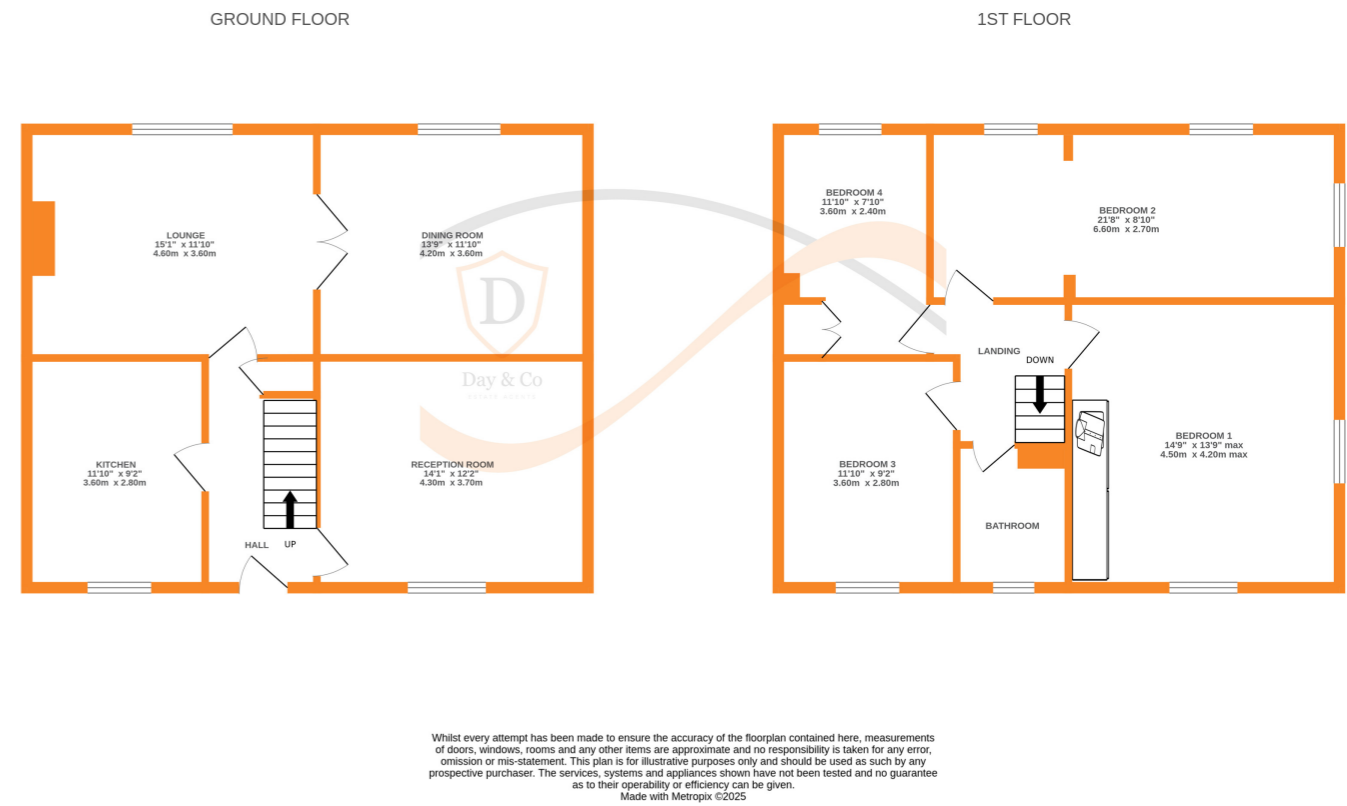 GROUND FLOOR
1ST FLOOR
LOUNGE
15'1" x 11'10"
4.60m x 3.60m
DINING ROOM
13'9" x 11'10"
4.20m x 3.60m
D
Day & Co
ESTATE AGENTS
KITCHEN
11'10" x 9'2"
3.60m x 2.80m
RECEPTION ROOM
14'1" x 12'2"
4.30m x 3.70m
HALL
UP
BEDROOM 4
11'10" x 7'10"
3.60m x 2.40m
BEDROOM 2
21'8" x 8'10"
6.60m x 2.70m
LANDING
DOWN
BEDROOM 1
14'9" x 13'9" max
4.50m x 4.20m max
BEDROOM 3
11'10" x 9'2"
3.60m x 2.80m
BATHROOM
Whilst every attempt has been made to ensure the accuracy of the floorplan contained here, measurements
of doors, windows, rooms and any other items are approximate and no responsibility is taken for any error,
omission or mis-statement. This plan is for illustrative purposes only and should be used as such by any
prospective purchaser. The services, systems and appliances shown have not been tested and no guarantee
as to their operability or efficiency can be given.
Made with Metropix ©2025